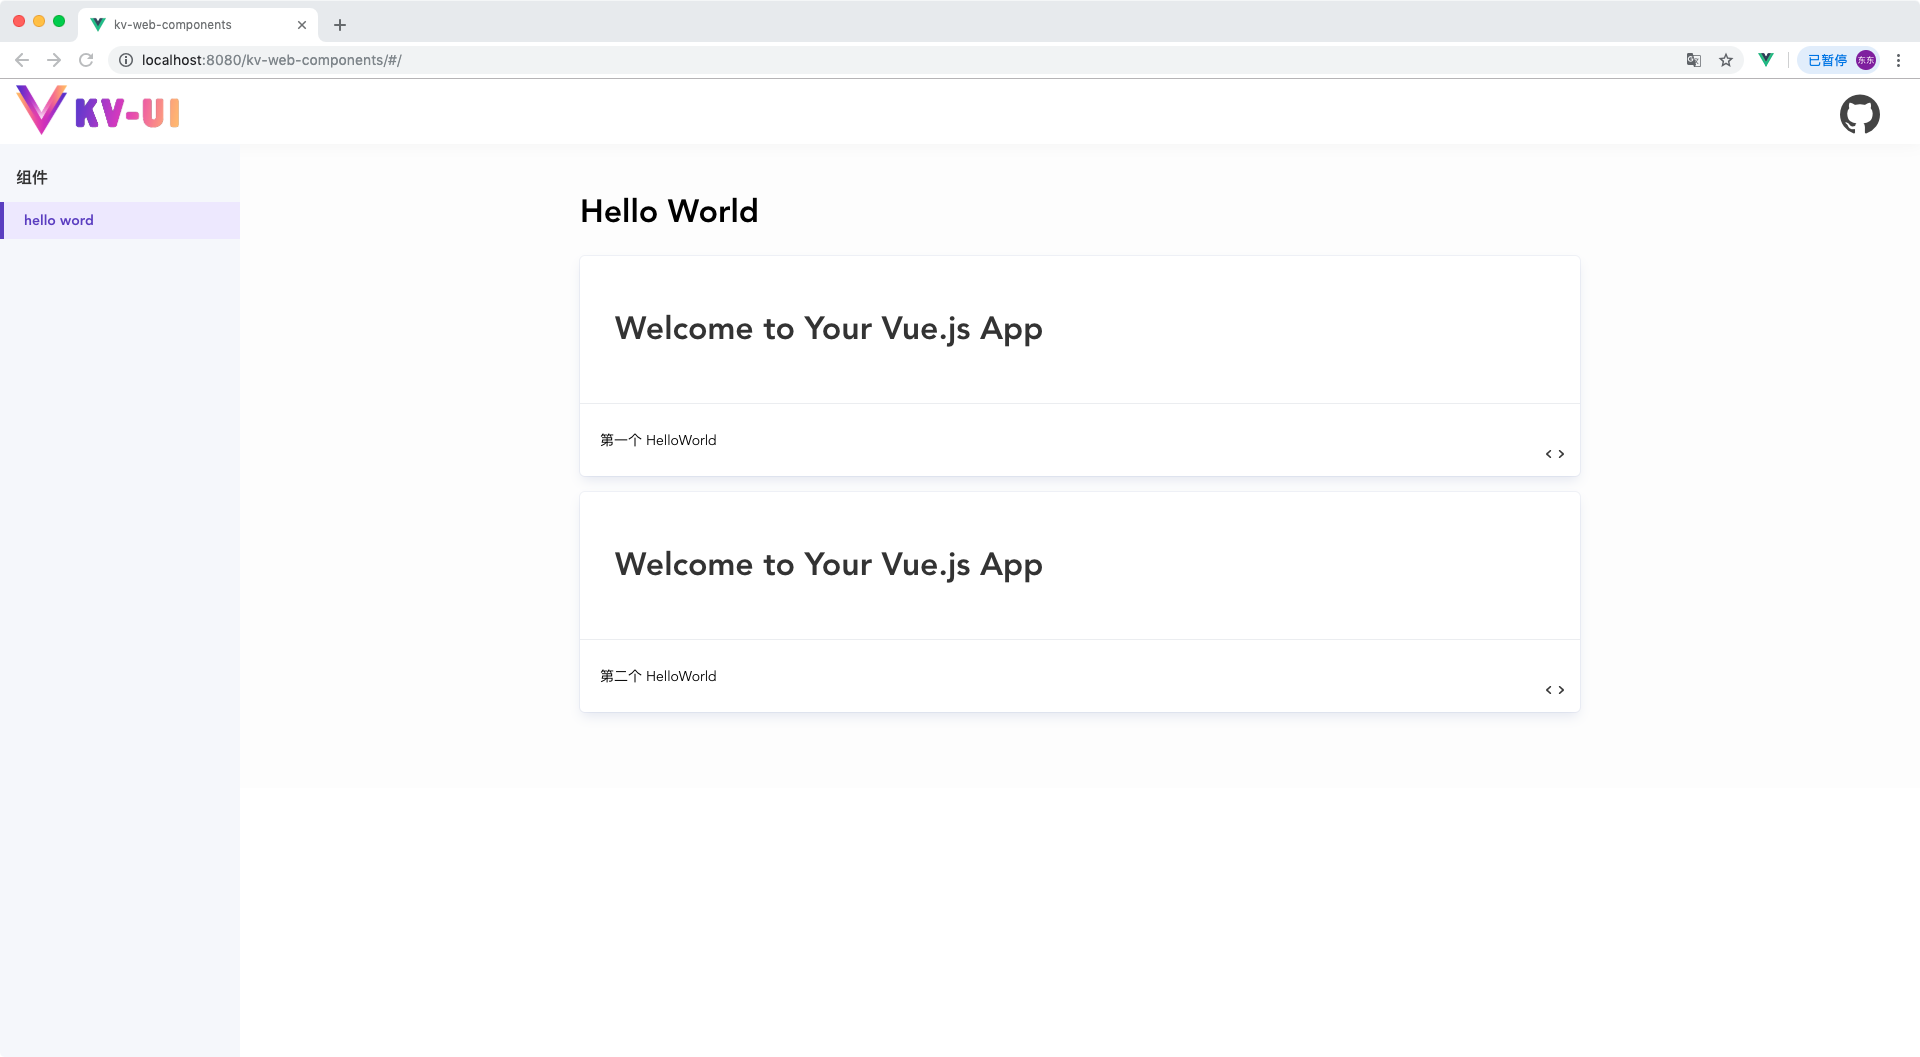 kv-web-components
localhost:8080/kv-web-components/#/
已暂停 东东
KV-UI
组件
hello word
Hello World
Welcome to Your Vue.js App
第一个 HelloWorld
Welcome to Your Vue.js App
第二个 HelloWorld